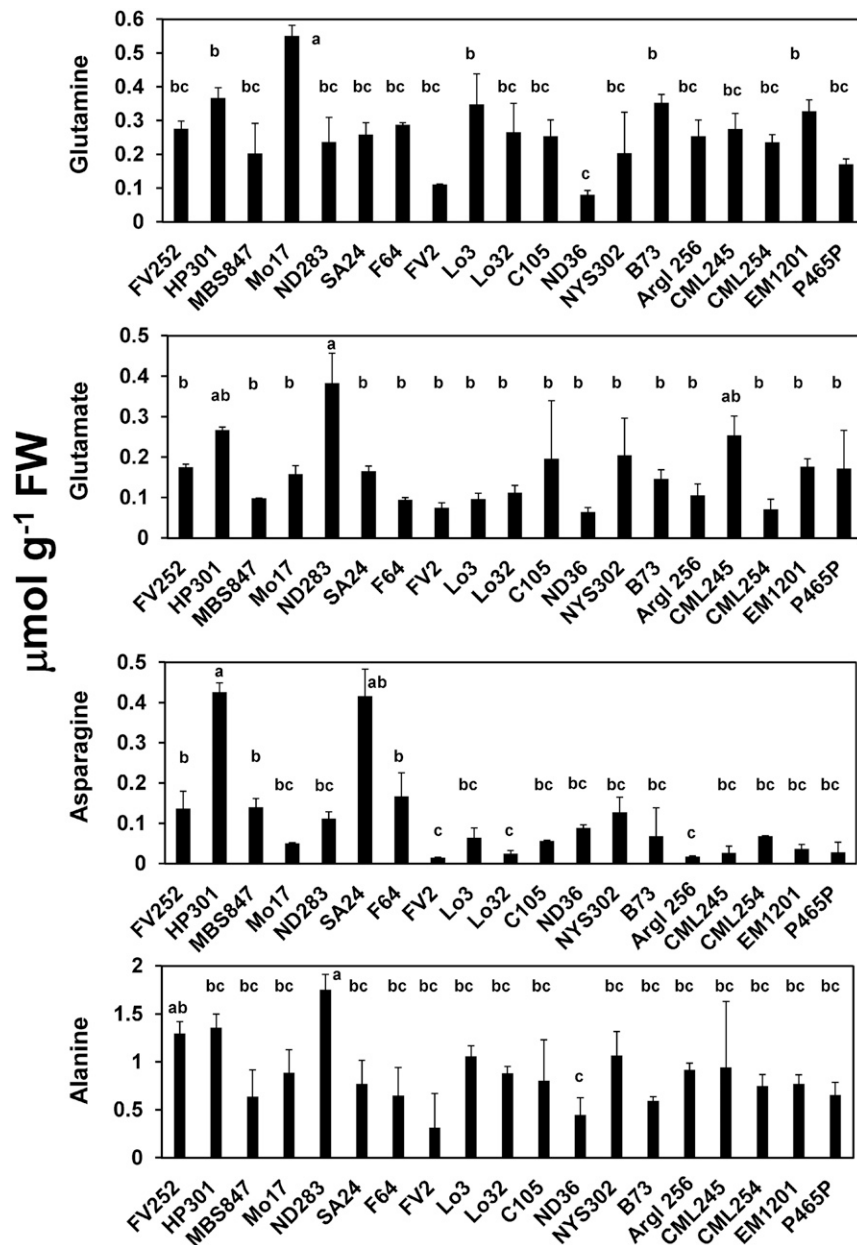 μmol g⁻¹ FW
Glutamine
0.6
0.5
0.4
0.3
0.2
0.1
0
bc b bc a bc bc bc bc b bc bc c bc b bc bc bc b bc
FV252 HP301 MBS847 Mo17 ND283 SA24 F64 FV2 Lo3 Lo32 C105 ND36 NYS302 B73 ArgI 256 CML245 CML254 EM1201 P465P
Glutamate
0.5
0.4
0.3
0.2
0.1
0
b ab b b a b b b b b b b b b b ab b b b
FV252 HP301 MBS847 Mo17 ND283 SA24 F64 FV2 Lo3 Lo32 C105 ND36 NYS302 B73 ArgI 256 CML245 CML254 EM1201 P465P
Asparagine
0.5
0.4
0.3
0.2
0.1
0
b a b bc bc ab b c bc c bc bc bc bc c bc bc bc bc
FV252 HP301 MBS847 Mo17 ND283 SA24 F64 FV2 Lo3 Lo32 C105 ND36 NYS302 B73 ArgI 256 CML245 CML254 EM1201 P465P
Alanine
2
1.5
1
0.5
0
ab bc bc bc a bc bc bc bc bc bc c bc bc bc bc bc bc bc
FV252 HP301 MBS847 Mo17 ND283 SA24 F64 FV2 Lo3 Lo32 C105 ND36 NYS302 B73 ArgI 256 CML245 CML254 EM1201 P465P